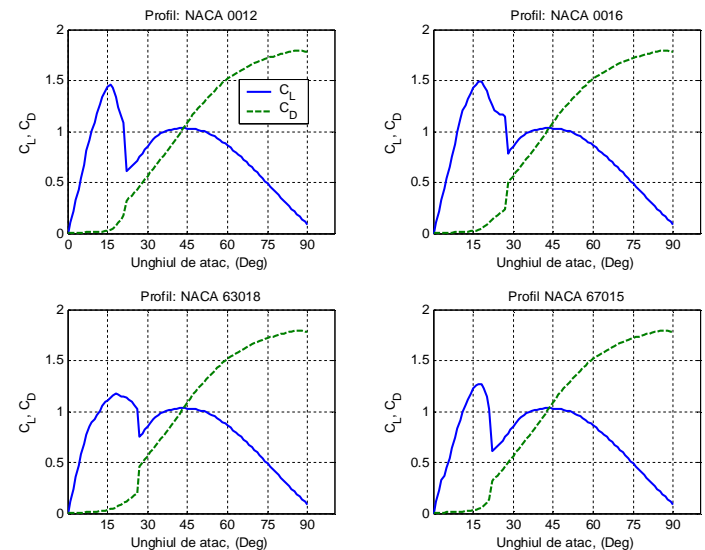 Profil: NACA 0012
2
1.5
1
0.5
0
C_L, C_D
C_L
C_D
0 15 30 45 60 75 90
Unghiul de atac, (Deg)
Profil: NACA 0016
2
1.5
1
0.5
0
C_L, C_D
15 30 45 60 75 90
Unghiul de atac, (Deg)
Profil: NACA 63018
2
1.5
1
0.5
0
C_L, C_D
15 30 45 60 75 90
Unghiul de atac, (Deg)
Profil NACA 67015
2
1.5
1
0.5
0
C_L, C_D
15 30 45 60 75 90
Unghiul de atac, (Deg)